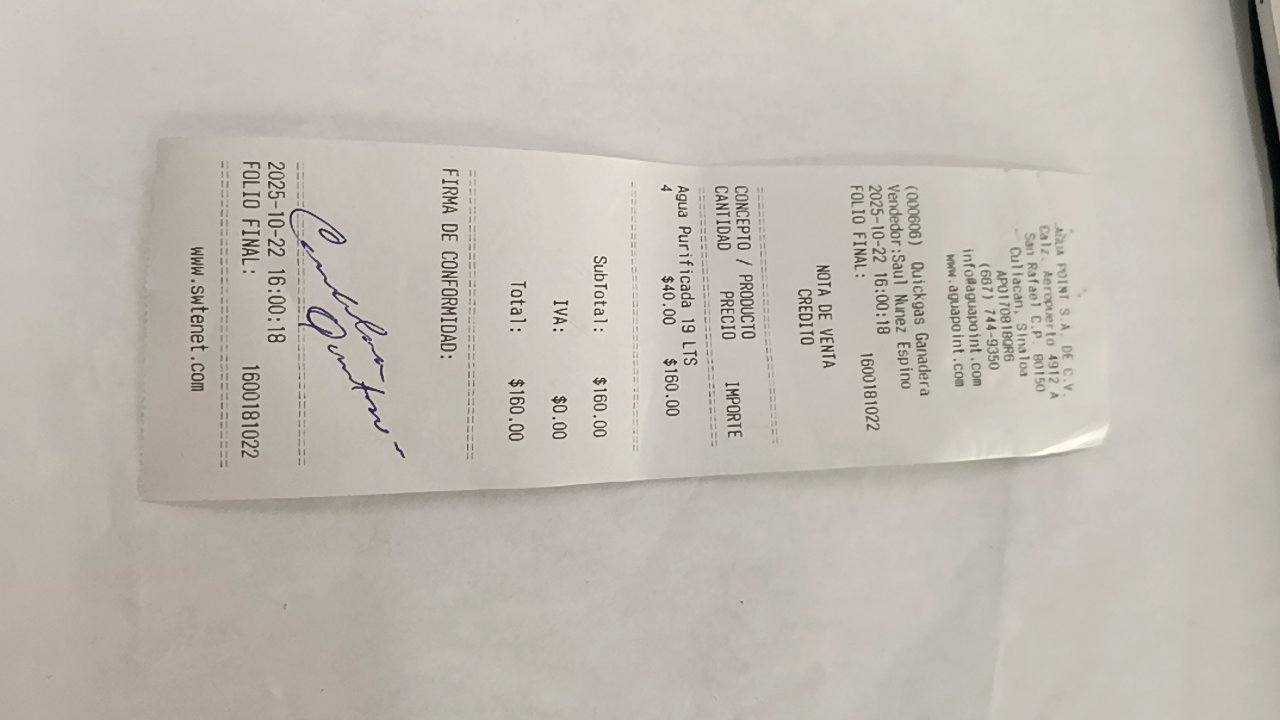 AGUA POINT S.A. DE C.V.
Calz. Aeropuerto 4912 A
San Rafael C.P. 80150
Culiacan, Sinaloa
APO170818QR6
(667) 744-9350
info@aguapoint.com
www.aguapoint.com
NOTA DE VENTA
CREDITO
(000606) Quickgas Ganadera
Vendedor:Saul Nunez Espino
2025-10-22 16:00:18
FOLIO FINAL: 1600181022
CONCEPTO / PRODUCTO
CANTIDAD PRECIO IMPORTE
Agua Purificada 19 LTS
4 $40.00 $160.00
SubTotal: $160.00
IVA: $0.00
Total: $160.00
FIRMA DE CONFORMIDAD:
2025-10-22 16:00:18
FOLIO FINAL: 1600181022
www.swtenet.com